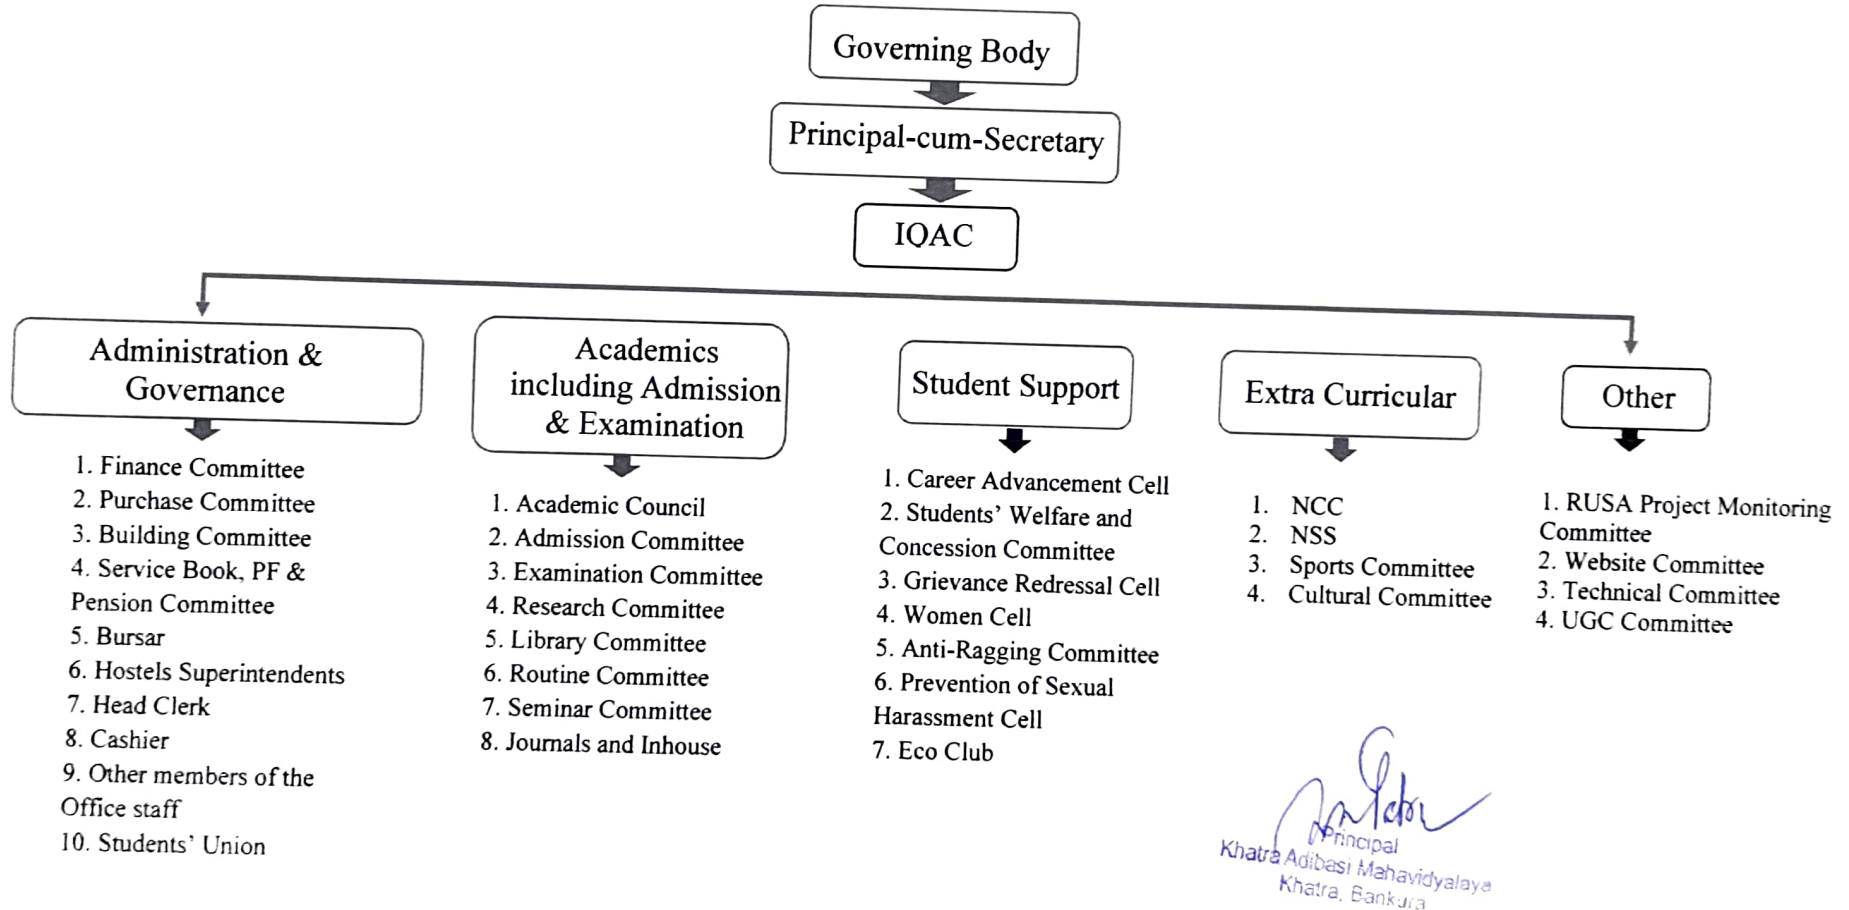 Governing Body
Principal-cum-Secretary
IQAC
Administration &
Governance
Academics
including Admission
& Examination
Student Support
Extra Curricular
Other
1. Finance Committee
2. Purchase Committee
3. Building Committee
4. Service Book, PF &
Pension Committee
5. Bursar
6. Hostels Superintendents
7. Head Clerk
8. Cashier
9. Other members of the
Office staff
10. Students' Union
1. Academic Council
2. Admission Committee
3. Examination Committee
4. Research Committee
5. Library Committee
6. Routine Committee
7. Seminar Committee
8. Journals and Inhouse
1. Career Advancement Cell
2. Students' Welfare and
Concession Committee
3. Grievance Redressal Cell
4. Women Cell
5. Anti-Ragging Committee
6. Prevention of Sexual
Harassment Cell
7. Eco Club
1. NCC
2. NSS
3. Sports Committee
4. Cultural Committee
1. RUSA Project Monitoring
Committee
2. Website Committee
3. Technical Committee
4. UGC Committee
Principal
Khatra Adibasi Mahavidyalaya
Khatra, Bankura